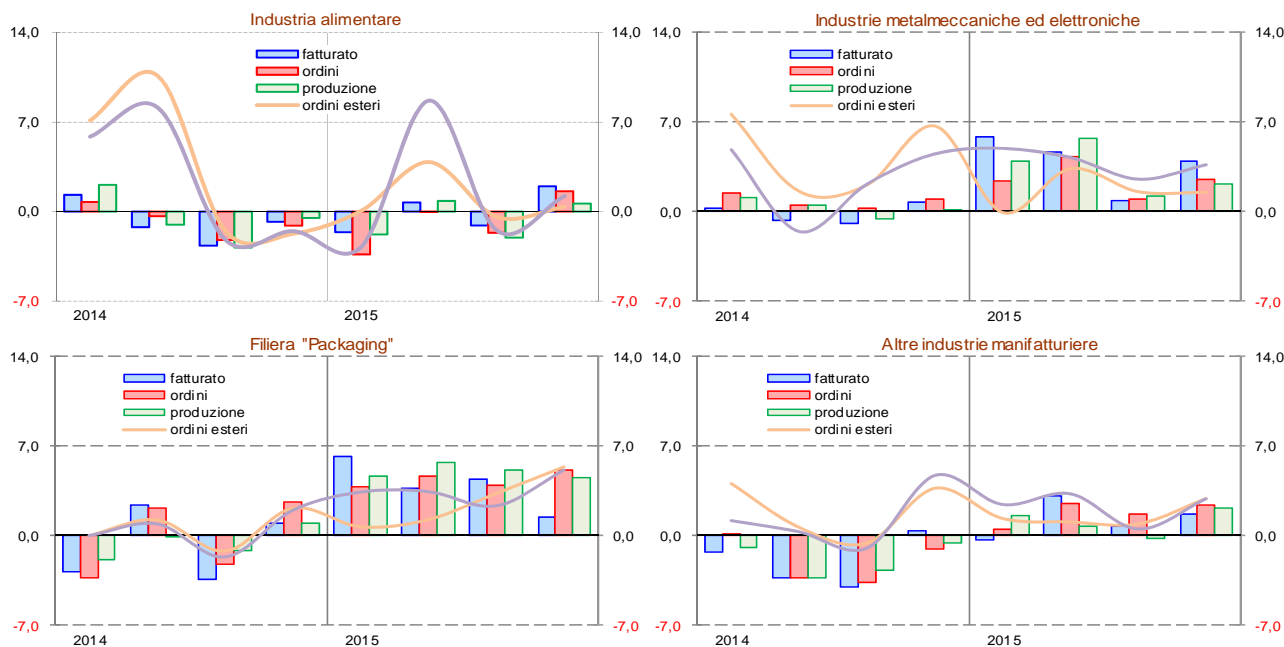 Industria alimentare
14,0
14,0
fatturato
ordini
produzione
ordini esteri
7,0
7,0
0,0
0,0
-7,0
-7,0
2014
2015
Industrie metalmeccaniche ed elettroniche
14,0
14,0
fatturato
ordini
produzione
ordini esteri
7,0
7,0
0,0
0,0
-7,0
-7,0
2014
2015
Filiera "Packaging"
14,0
14,0
fatturato
ordini
produzione
ordini esteri
7,0
7,0
0,0
0,0
-7,0
-7,0
2014
2015
Altre industrie manifatturiere
14,0
14,0
fatturato
ordini
produzione
ordini esteri
7,0
7,0
0,0
0,0
-7,0
-7,0
2014
2015